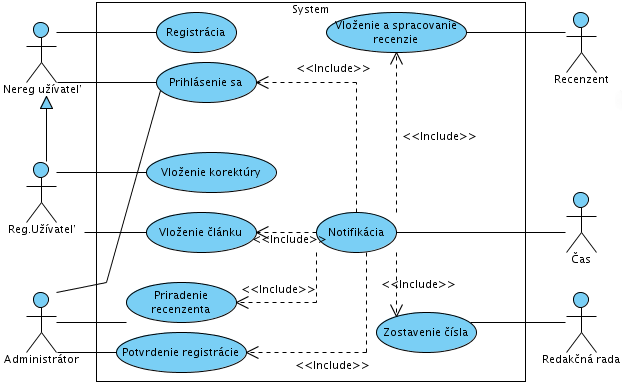 System
Registrácia
Vloženie a spracovanie
recenzie
Nereg užívateľ
Prihlásenie sa
<<Include>>
Recenzent
<<Include>>
Vloženie korektúry
Reg.Užívateľ
Vloženie článku
<<Include>>
Notifikácia
Čas
Priradenie
recenzenta
<<Include>>
<<Include>>
Administrátor
Potvrdenie registrácie
<<Include>>
Zostavenie čísla
Redakčná rada